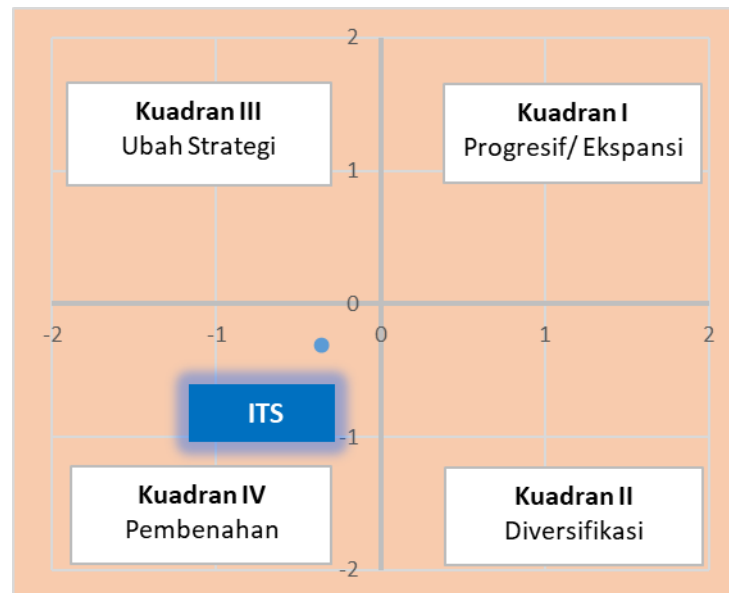 2
Kuadran III
Ubah Strategi
Kuadran I
Progresif/ Ekspansi
1
0
-2
-1
0
1
2
ITS
-1
Kuadran IV
Pembenahan
Kuadran II
Diversifikasi
-2